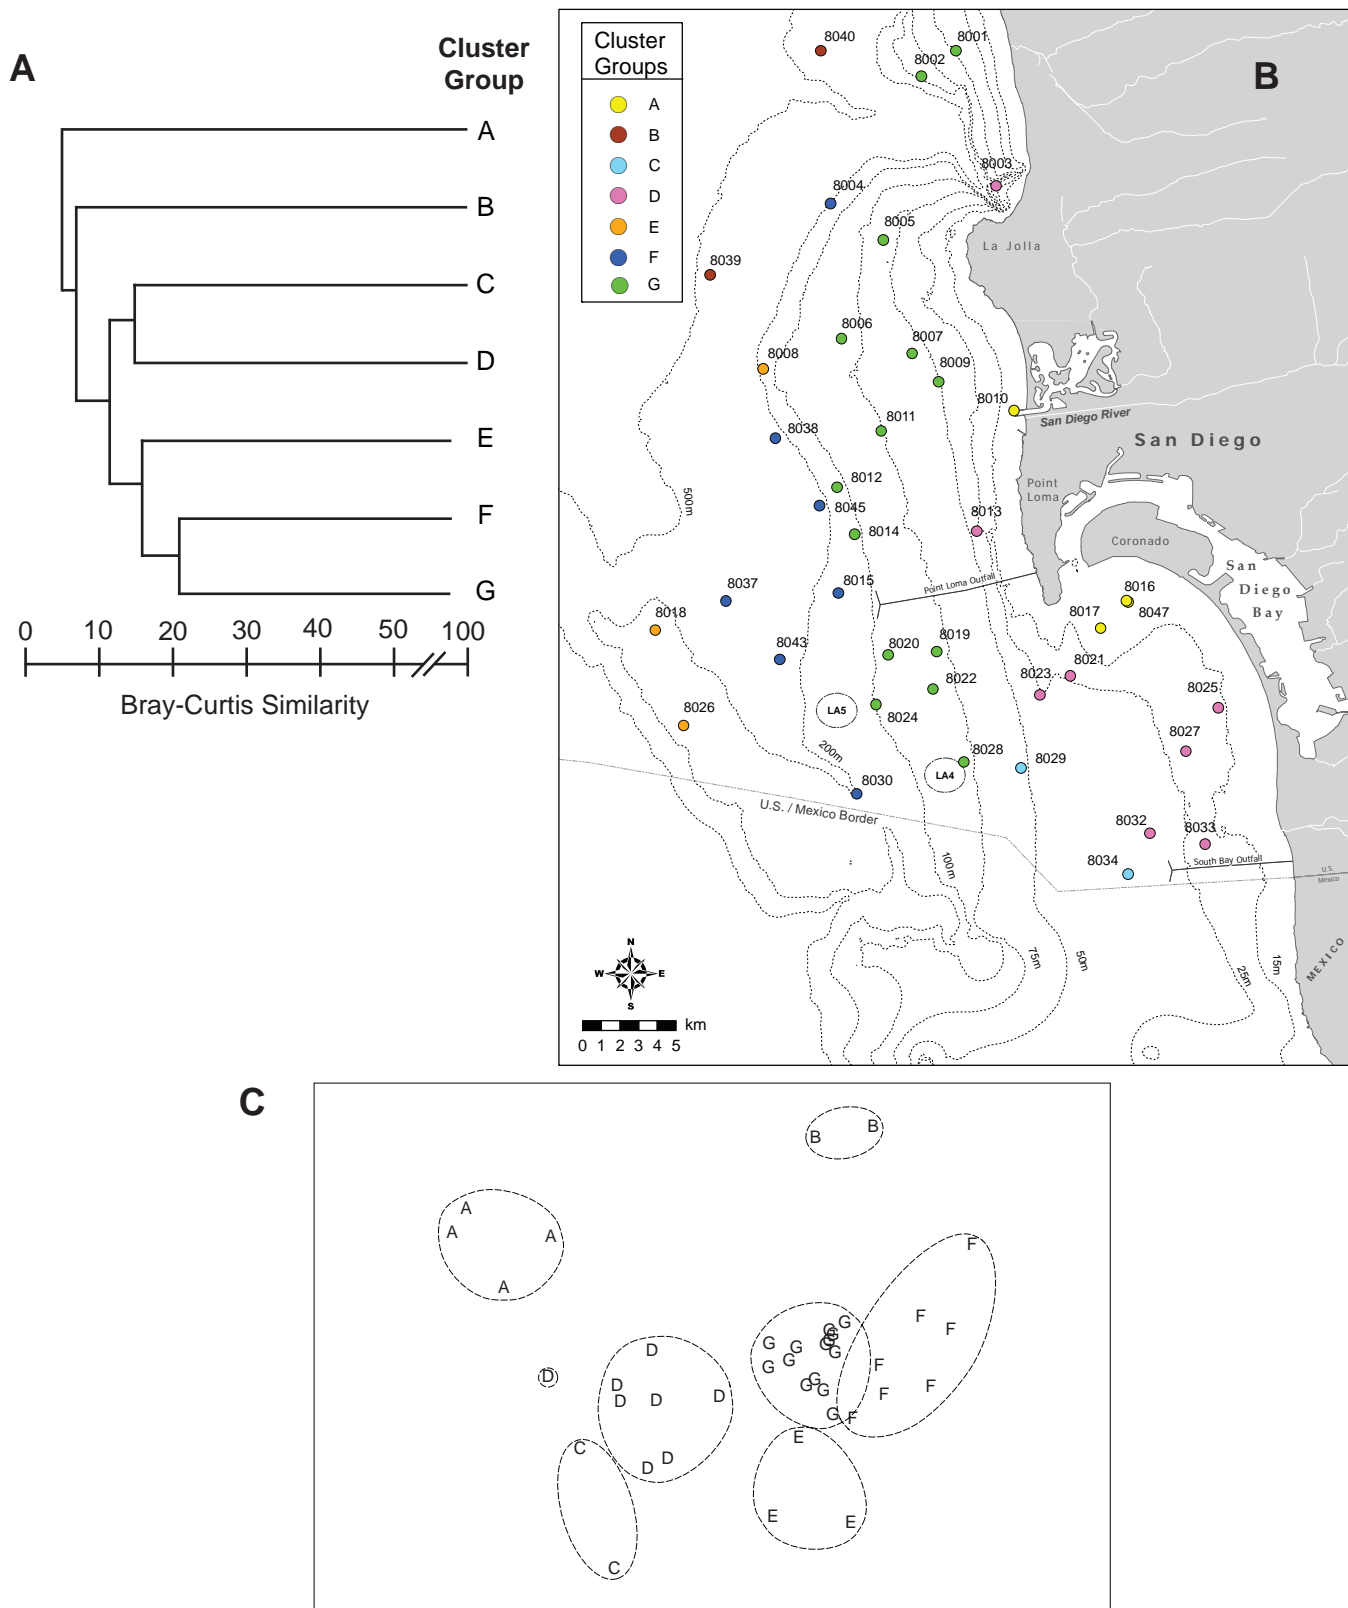 A
Cluster
Group
A
B
C
D
E
F
G
0 10 20 30 40 50 100
Bray-Curtis Similarity
B
Cluster
Groups
A
B
C
D
E
F
G
8040
8001
8002
8003
8004
8005
8039
8006
8007
8008
8009
8010
San Diego River
La Jolla
San Diego
8038
8011
8012
8045
8014
8013
500m
Point
Loma
Coronado
San
Diego
Bay
8037
8015
Point Loma Outfall
8016
8047
8017
8018
8043
8020
8019
8021
8023
8022
8025
8026
LA5
8024
8027
200m
8028
8029
LA4
8030
U.S. / Mexico Border
8032
8033
8034
South Bay Outfall
U.S.
Mexico
100m
75m
50m
25m
15m
MEXICO
N
W E
S
km
0 1 2 3 4 5
C
B B
A
A A
A
F
F F
F
F F
F
G
G
G
G
G
G
G
G
G
G
G
G
G
G
D
D
D
D D D
D D
C
C
E
E E